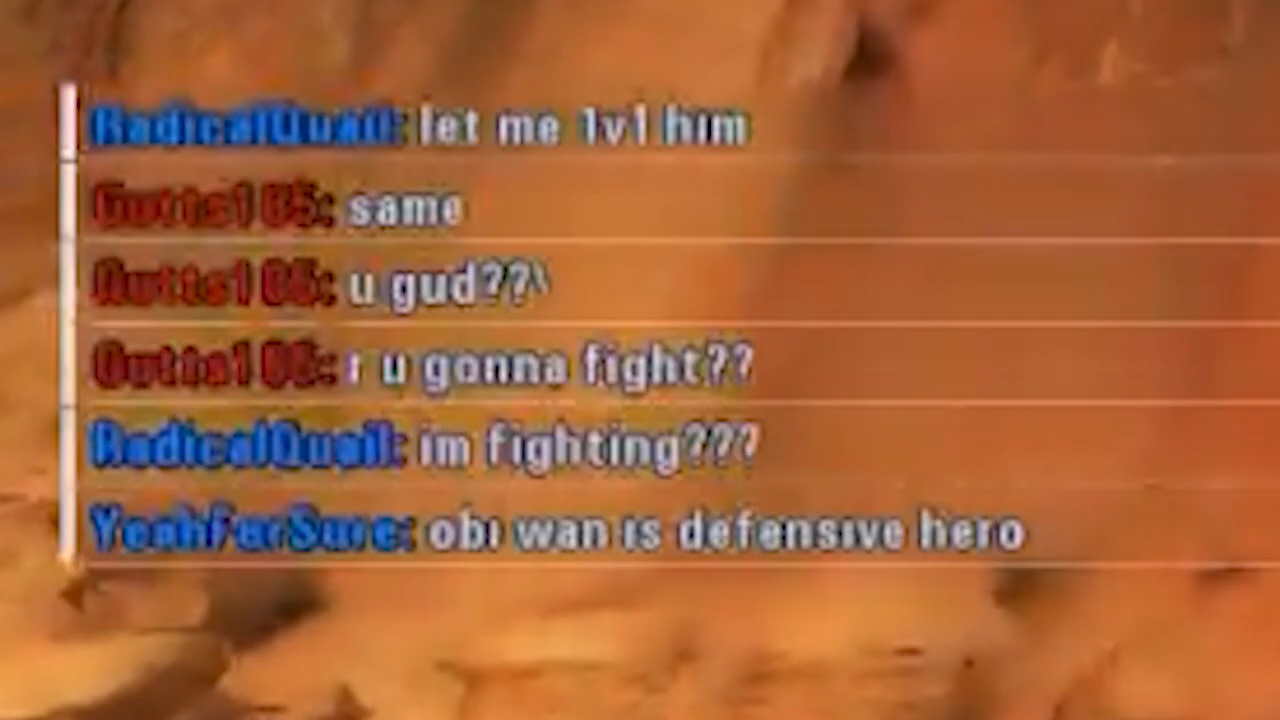 RadicalQuail: let me 1v1 him
same
u gud??\
r u gonna fight??
RadicalQuail: im fighting???
YeahForSure: obi wan is defensive hero